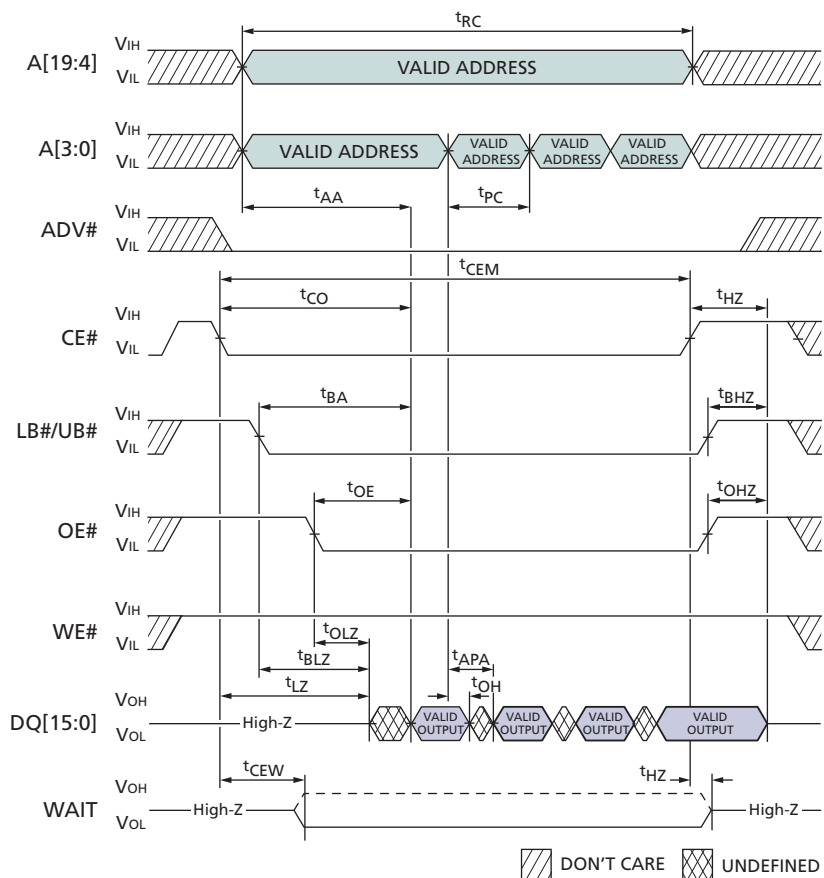 tRC
A[19:4] VIH VIL VALID ADDRESS
A[3:0] VIH VIL VALID ADDRESS VALID ADDRESS VALID ADDRESS VALID ADDRESS
tAA tPC
ADV# VIH VIL
tCEM
tCO tHZ
CE# VIH VIL
tBA tBHZ
LB#/UB# VIH VIL
tOE tOHZ
OE# VIH VIL
WE# VIH VIL
tOLZ
tBLZ tAPA
tLZ tOH
DQ[15:0] VOH VOL High-Z VALID OUTPUT VALID OUTPUT VALID OUTPUT VALID OUTPUT
tCEW tHZ
WAIT VOH VOL High-Z High-Z
DON'T CARE UNDEFINED